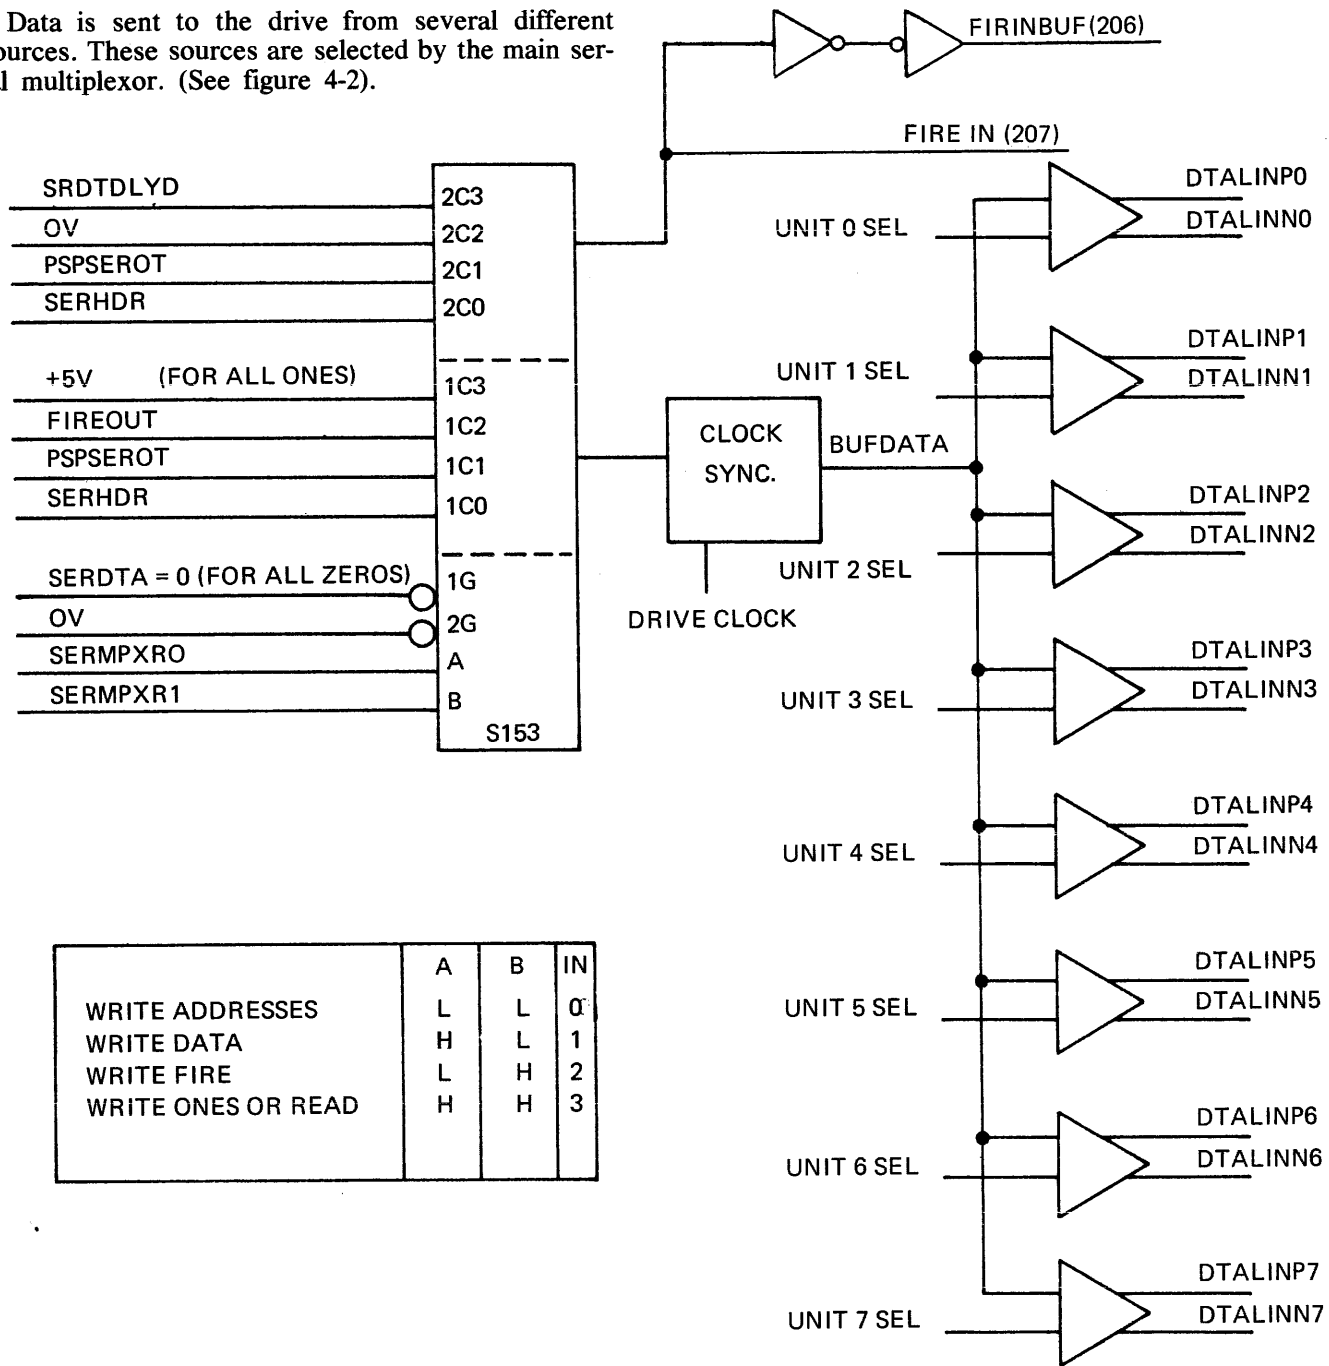 Data is sent to the drive from several different
ources. These sources are selected by the main ser-
l multiplexor. (See figure 4-2).
FIRINBUF(206)
FIRE IN (207)
SRDTDLYD
OV
PSPSEROT
SERHDR
2C3
2C2
2C1
2C0
+5V (FOR ALL ONES)
FIREOUT
PSPSEROT
SERHDR
1C3
1C2
1C1
1C0
SERDTA = 0 (FOR ALL ZEROS)
OV
SERMPXR0
SERMPXR1
1G
2G
A
B
S153
CLOCK
SYNC.
DRIVE CLOCK
BUFDATA
UNIT 0 SEL
DTALINP0
DTALINN0
UNIT 1 SEL
DTALINP1
DTALINN1
UNIT 2 SEL
DTALINP2
DTALINN2
UNIT 3 SEL
DTALINP3
DTALINN3
UNIT 4 SEL
DTALINP4
DTALINN4
UNIT 5 SEL
DTALINP5
DTALINN5
UNIT 6 SEL
DTALINP6
DTALINN6
UNIT 7 SEL
DTALINP7
DTALINN7
A B IN
WRITE ADDRESSES L L 0
WRITE DATA H L 1
WRITE FIRE L H 2
WRITE ONES OR READ H H 3